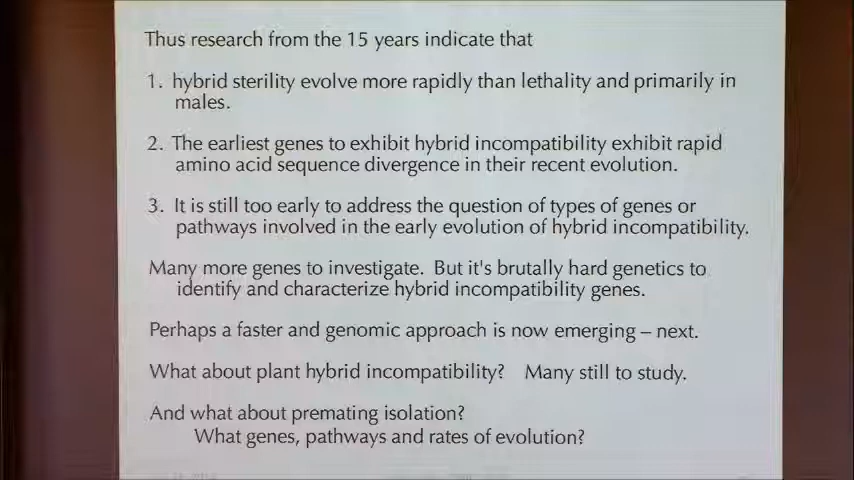 Thus research from the 15 years indicate that
1. hybrid sterility evolve more rapidly than lethality and primarily in
males.
2. The earliest genes to exhibit hybrid incompatibility exhibit rapid
amino acid sequence divergence in their recent evolution.
3. It is still too early to address the question of types of genes or
pathways involved in the early evolution of hybrid incompatibility.
Many more genes to investigate. But it's brutally hard genetics to
identify and characterize hybrid incompatibility genes.
Perhaps a faster and genomic approach is now emerging – next.
What about plant hybrid incompatibility? Many still to study.
And what about premating isolation?
What genes, pathways and rates of evolution?